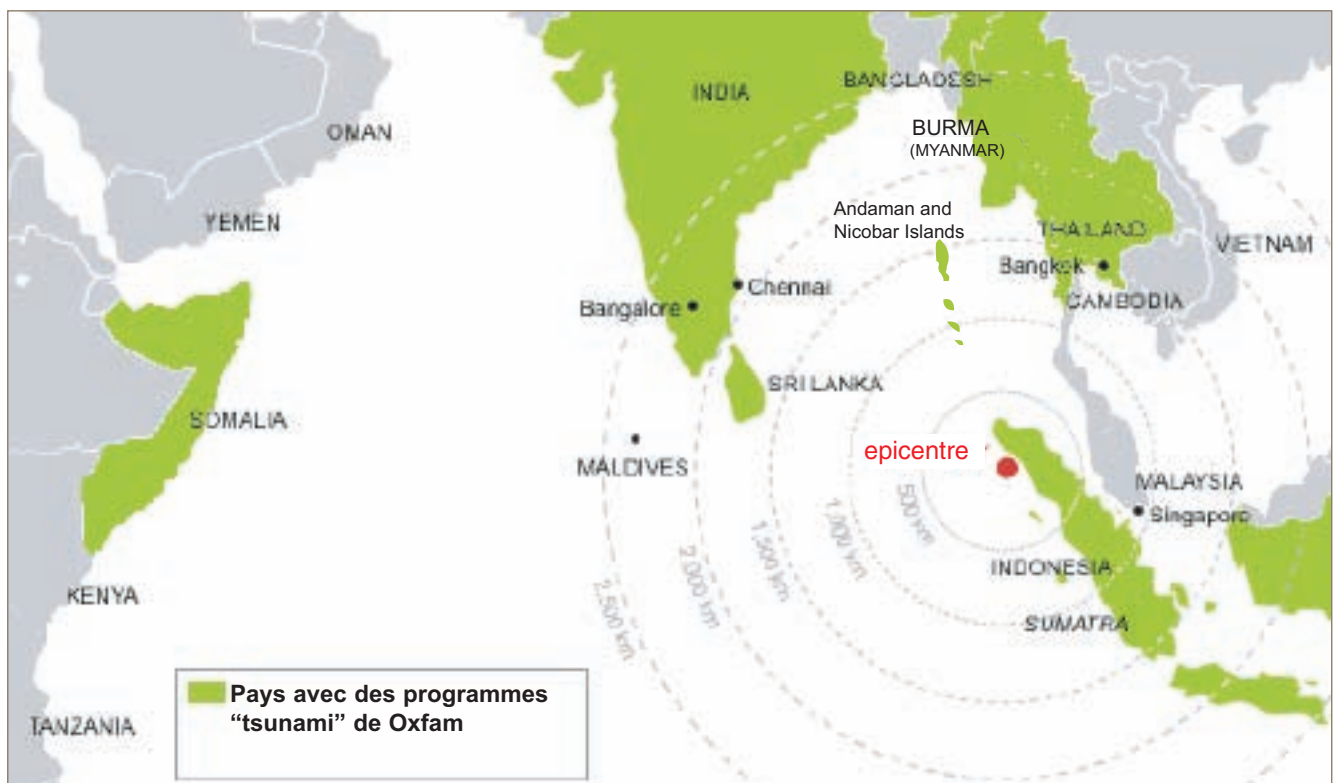 INDIA
BANGLADESH
OMAN
BURMA
(MYANMAR)
YEMEN
Andaman and
Nicobar Islands
THAILAND
VIETNAM
Bangkok
Chennai
Bangalore
CAMBODIA
SRI LANKA
SOMALIA
epicentre
MALDIVES
MALAYSIA
Singapore
500 km
1,000 km
1,500 km
2,000 km
2,500 km
INDONESIA
KENYA
SUMATRA
Pays avec des programmes
“tsunami” de Oxfam
TANZANIA